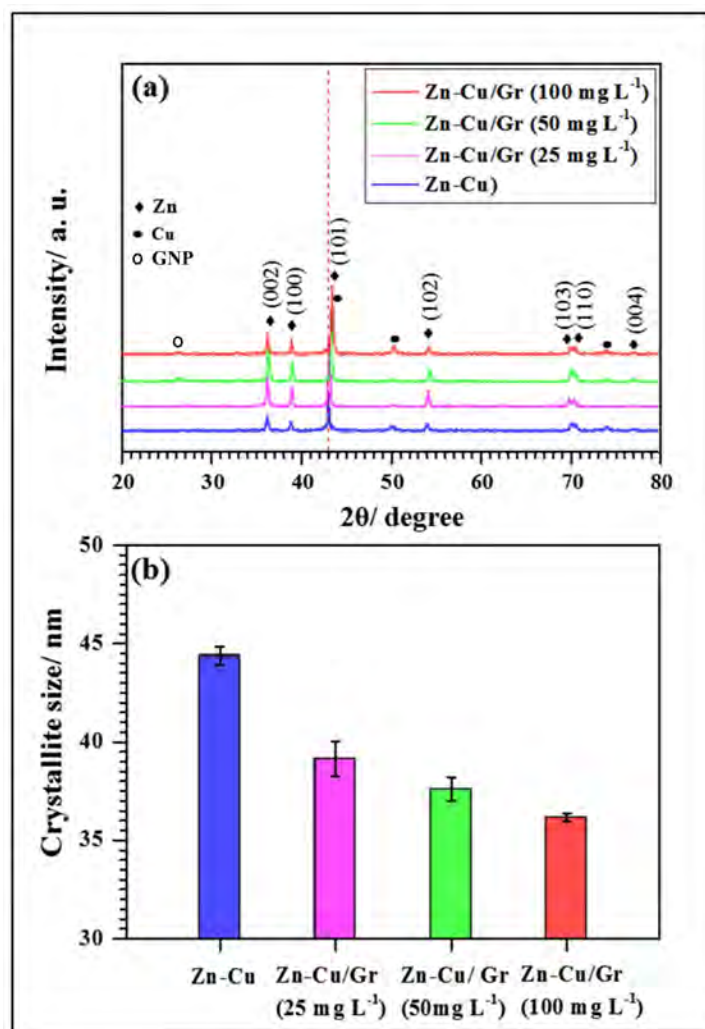 (a)
Zn-Cu/Gr (100 mg L⁻¹)
Zn-Cu/Gr (50 mg L⁻¹)
Zn-Cu/Gr (25 mg L⁻¹)
Zn-Cu)
Zn
Cu
GNP
(002)
(100)
(101)
(102)
(103)
(110)
(004)
Intensity/ a. u.
20 30 40 50 60 70 80
2θ/ degree
(b)
50
45
40
35
30
Crystallite size/ nm
Zn-Cu Zn-Cu/Gr Zn-Cu/ Gr Zn-Cu/Gr
(25 mg L⁻¹) (50mg L⁻¹) (100 mg L⁻¹)